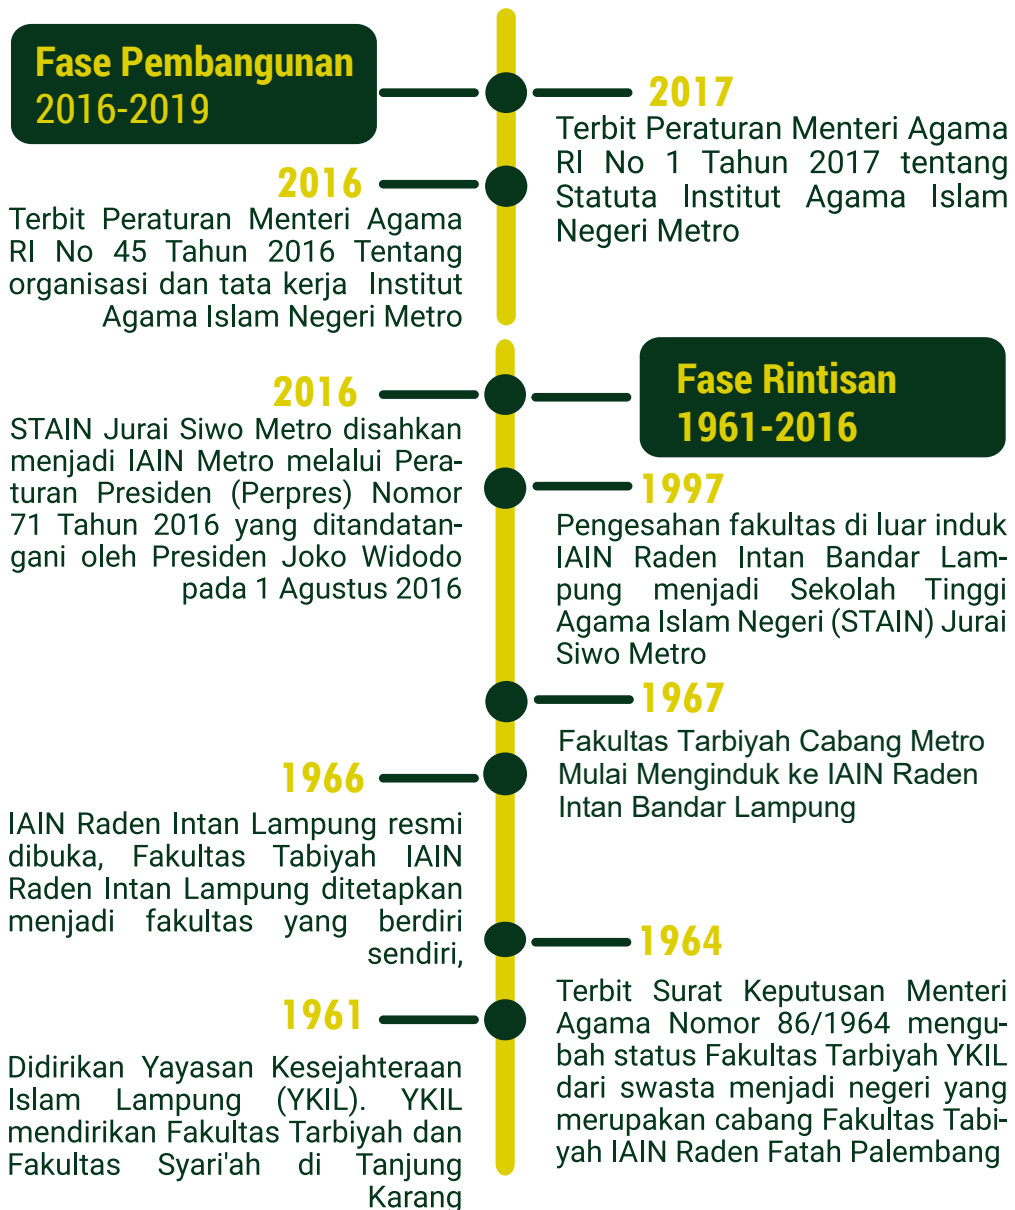 Fase Pembangunan
2016-2019
2017
Terbit Peraturan Menteri Agama
RI No 1 Tahun 2017 tentang
Statuta Institut Agama Islam
Negeri Metro
2016
Terbit Peraturan Menteri Agama
RI No 45 Tahun 2016 Tentang
organisasi dan tata kerja Institut
Agama Islam Negeri Metro
Fase Rintisan
1961-2016
2016
STAIN Jurai Siwo Metro disahkan
menjadi IAIN Metro melalui Pera-
turan Presiden (Perpres) Nomor
71 Tahun 2016 yang ditandatan-
gani oleh Presiden Joko Widodo
pada 1 Agustus 2016
1997
Pengesahan fakultas di luar induk
IAIN Raden Intan Bandar Lam-
pung menjadi Sekolah Tinggi
Agama Islam Negeri (STAIN) Jurai
Siwo Metro
1967
Fakultas Tarbiyah Cabang Metro
Mulai Menginduk ke IAIN Raden
Intan Bandar Lampung
1966
IAIN Raden Intan Lampung resmi
dibuka, Fakultas Tabiyah IAIN
Raden Intan Lampung ditetapkan
menjadi fakultas yang berdiri
sendiri,
1964
Terbit Surat Keputusan Menteri
Agama Nomor 86/1964 mengu-
bah status Fakultas Tarbiyah YKIL
dari swasta menjadi negeri yang
merupakan cabang Fakultas Tabi-
yah IAIN Raden Fatah Palembang
1961
Didirikan Yayasan Kesejahteraan
Islam Lampung (YKIL). YKIL
mendirikan Fakultas Tarbiyah dan
Fakultas Syari'ah di Tanjung
Karang